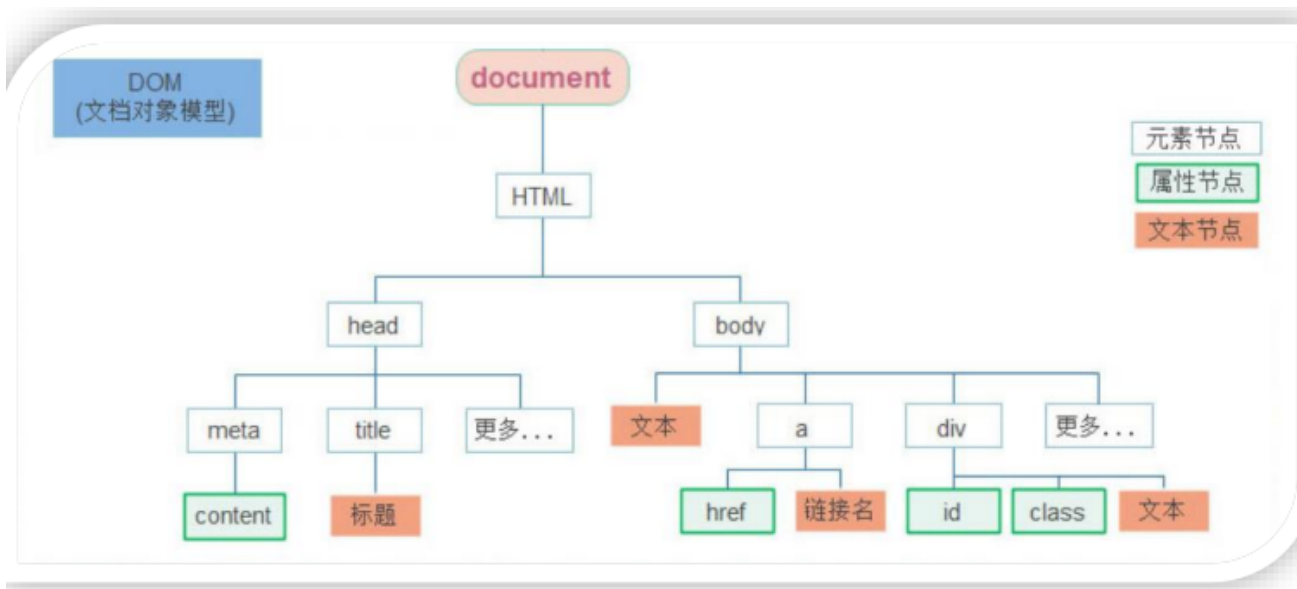 DOM
(文档对象模型)
document
元素节点
属性节点
文本节点
HTML
head
body
meta
title
更多...
文本
a
div
更多...
content
标题
href
链接名
id
class
文本